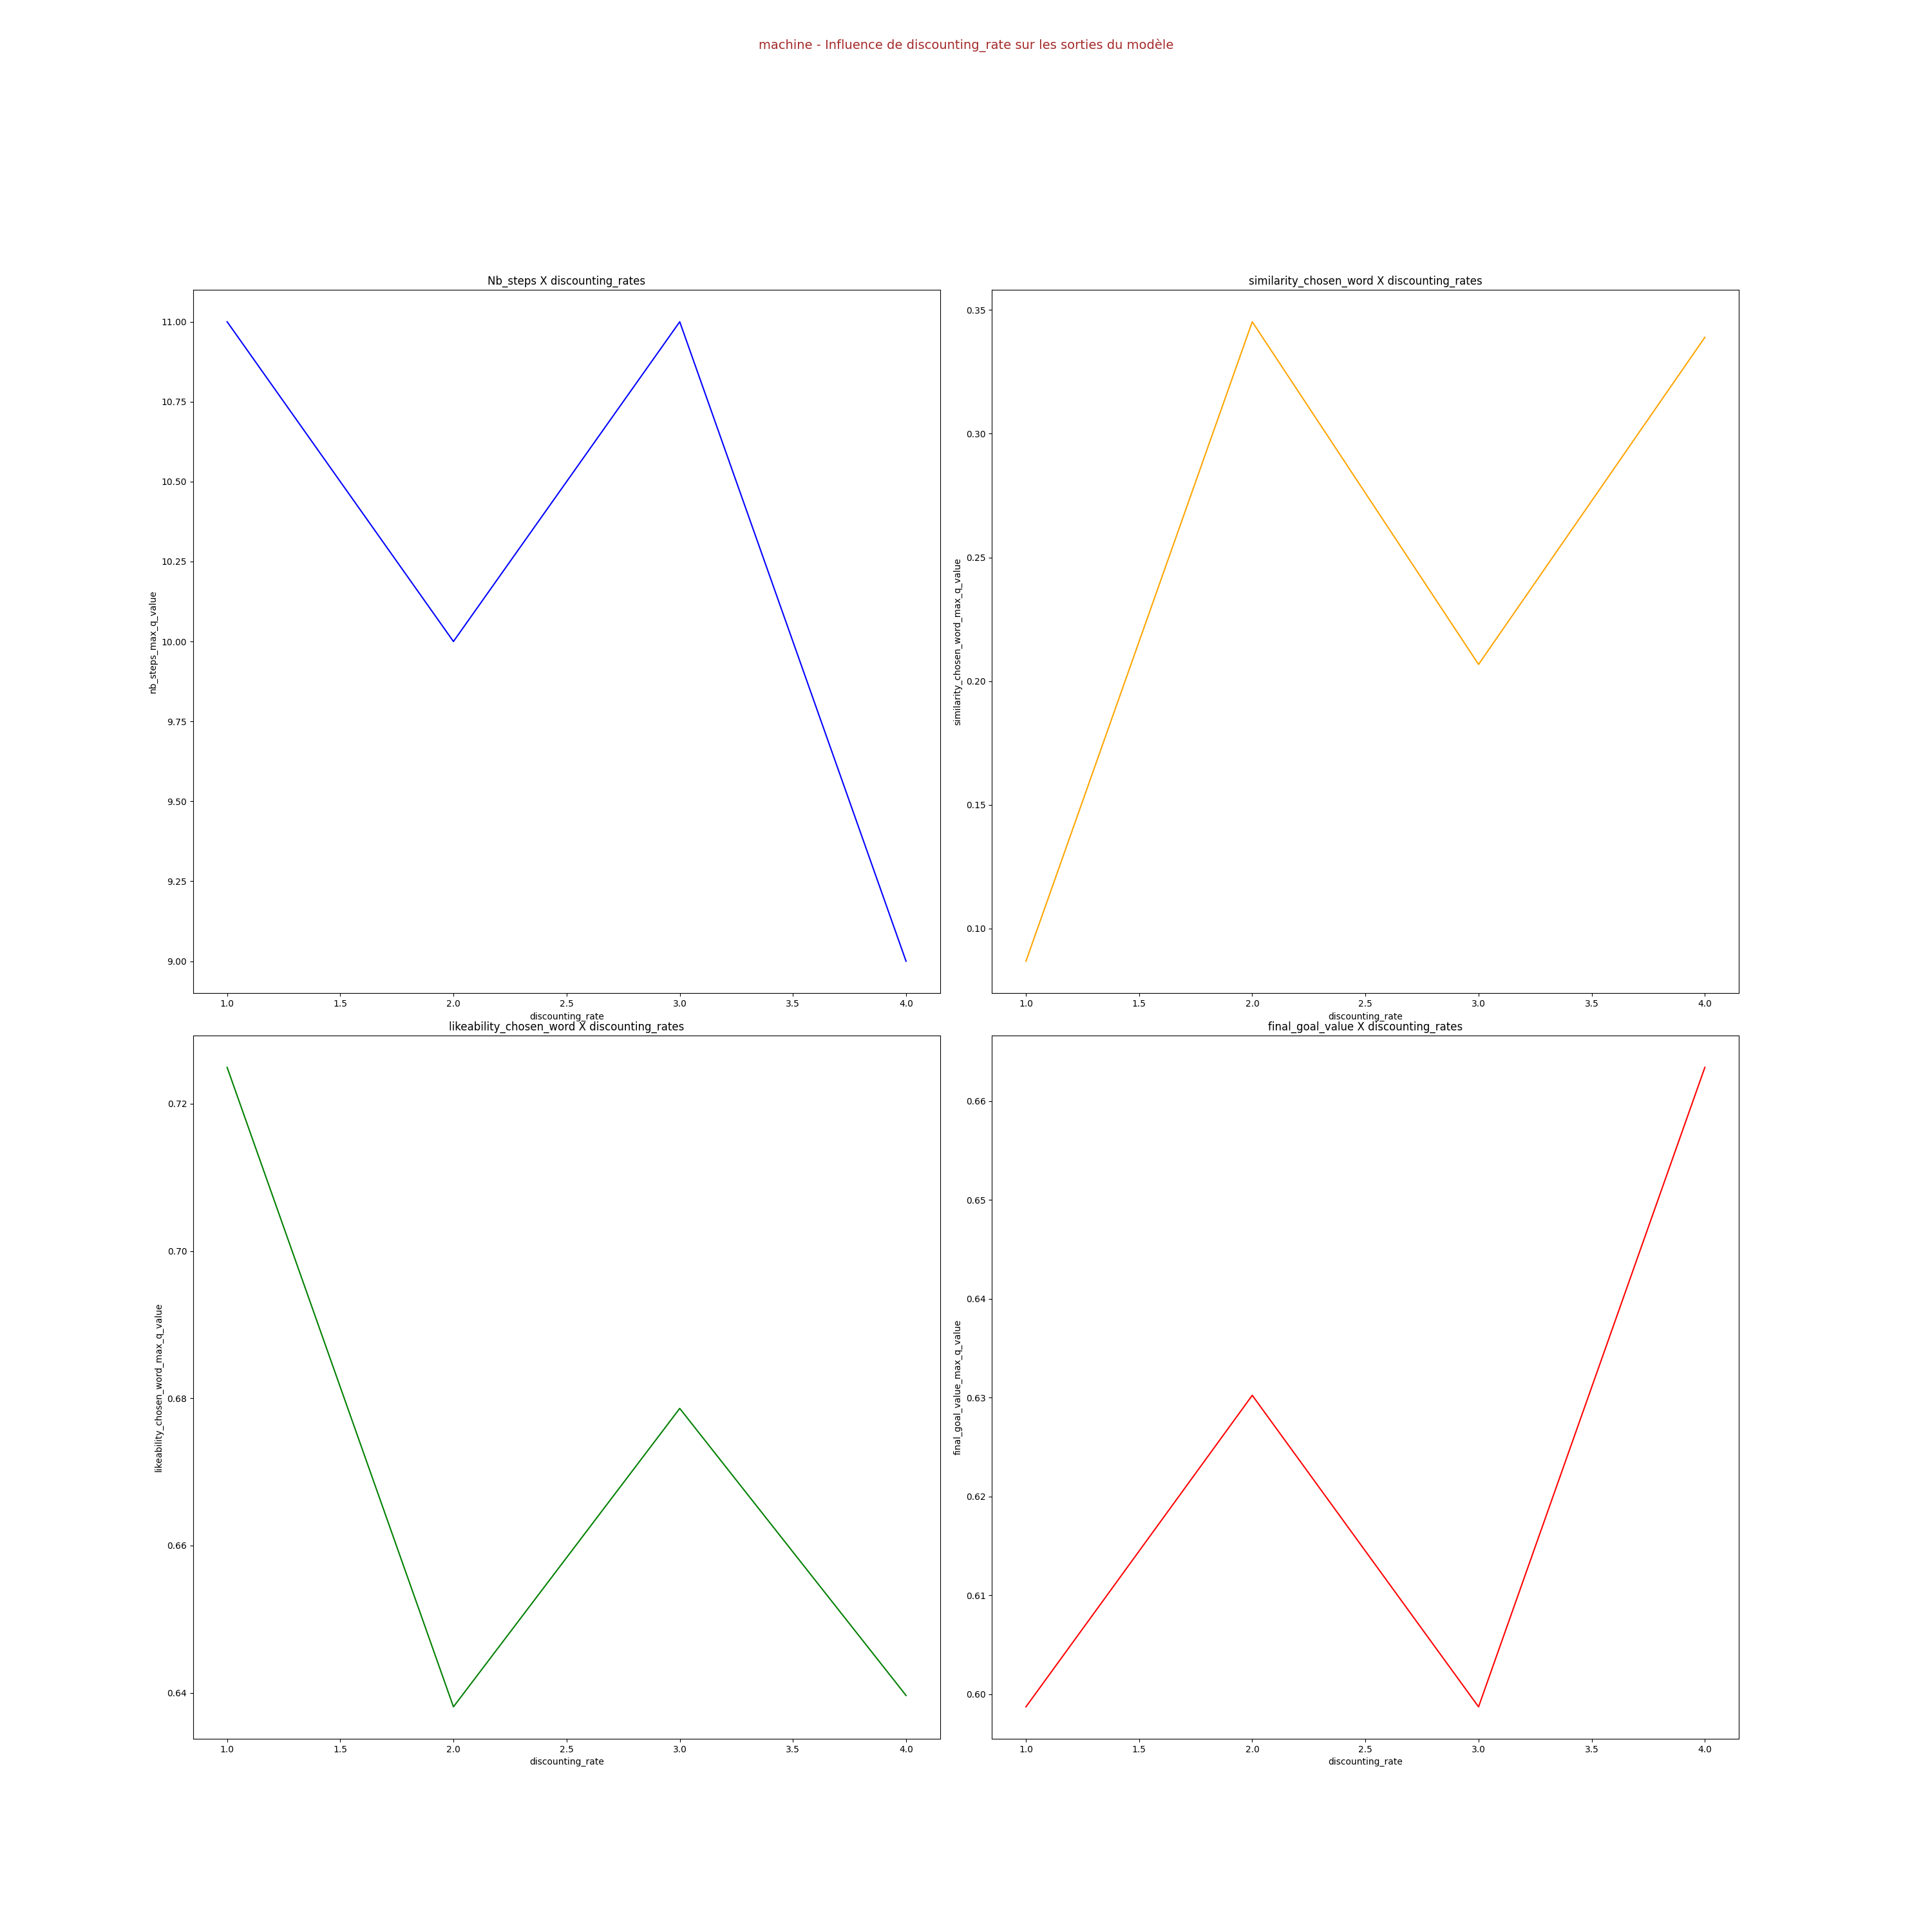 machine - Influence de discounting_rate sur les sorties du modèle
Nb_steps X discounting_rates
nb_steps_max_q_value
11.00
10.75
10.50
10.25
10.00
9.75
9.50
9.25
9.00
1.0 1.5 2.0 2.5 3.0 3.5 4.0
discounting_rate
similarity_chosen_word X discounting_rates
similarity_chosen_word_max_q_value
0.35
0.30
0.25
0.20
0.15
0.10
1.0 1.5 2.0 2.5 3.0 3.5 4.0
discounting_rate
likeability_chosen_word X discounting_rates
likeability_chosen_word_max_q_value
0.72
0.70
0.68
0.66
0.64
1.0 1.5 2.0 2.5 3.0 3.5 4.0
discounting_rate
final_goal_value X discounting_rates
final_goal_value_max_q_value
0.66
0.65
0.64
0.63
0.62
0.61
0.60
1.0 1.5 2.0 2.5 3.0 3.5 4.0
discounting_rate